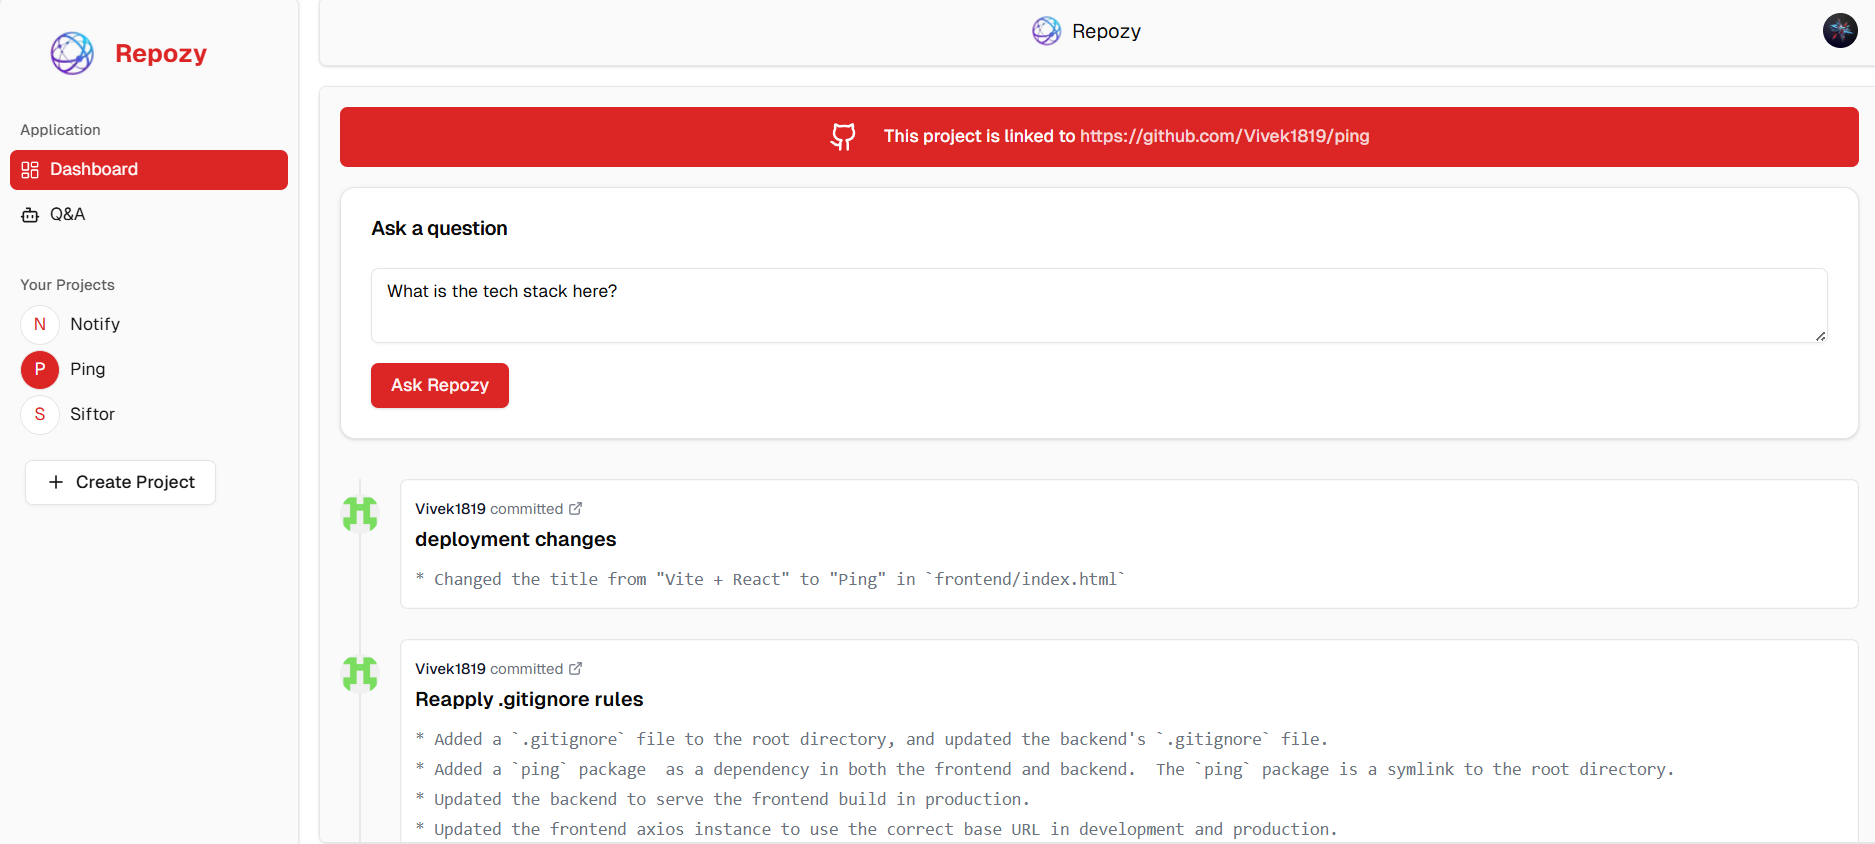 Repozy
Application
Dashboard
Q&A
Your Projects
N Notify
P Ping
S Siftor
+ Create Project
Repozy
This project is linked to https://github.com/Vivek1819/ping
Ask a question
What is the tech stack here?
Ask Repozy
Vivek1819 committed
deployment changes
* Changed the title from "Vite + React" to "Ping" in `frontend/index.html`
Vivek1819 committed
Reapply .gitignore rules
* Added a `.gitignore` file to the root directory, and updated the backend's `.gitignore` file.
* Added a `ping` package  as a dependency in both the frontend and backend.  The `ping` package is a symlink to the root directory.
* Updated the backend to serve the frontend build in production.
* Updated the frontend axios instance to use the correct base URL in development and production.